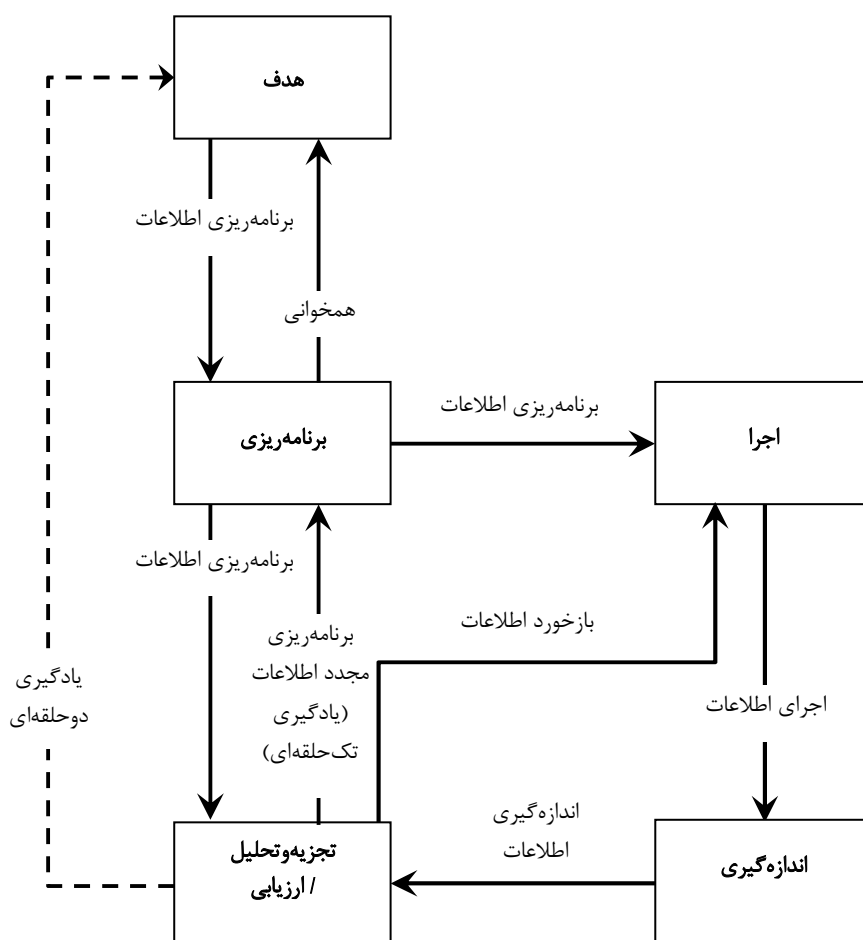 هدف
برنامه‌ریزی اطلاعات
همخوانی
برنامه‌ریزی اطلاعات
برنامه‌ریزی
اجرا
برنامه‌ریزی اطلاعات
بازخورد اطلاعات
برنامه‌ریزی
مجدد اطلاعات
(یادگیری
تک‌حلقه‌ای)
یادگیری
دوحلقه‌ای
اجرای اطلاعات
اندازه‌گیری
اطلاعات
تجزیه‌وتحلیل
/ ارزیابی
اندازه‌گیری